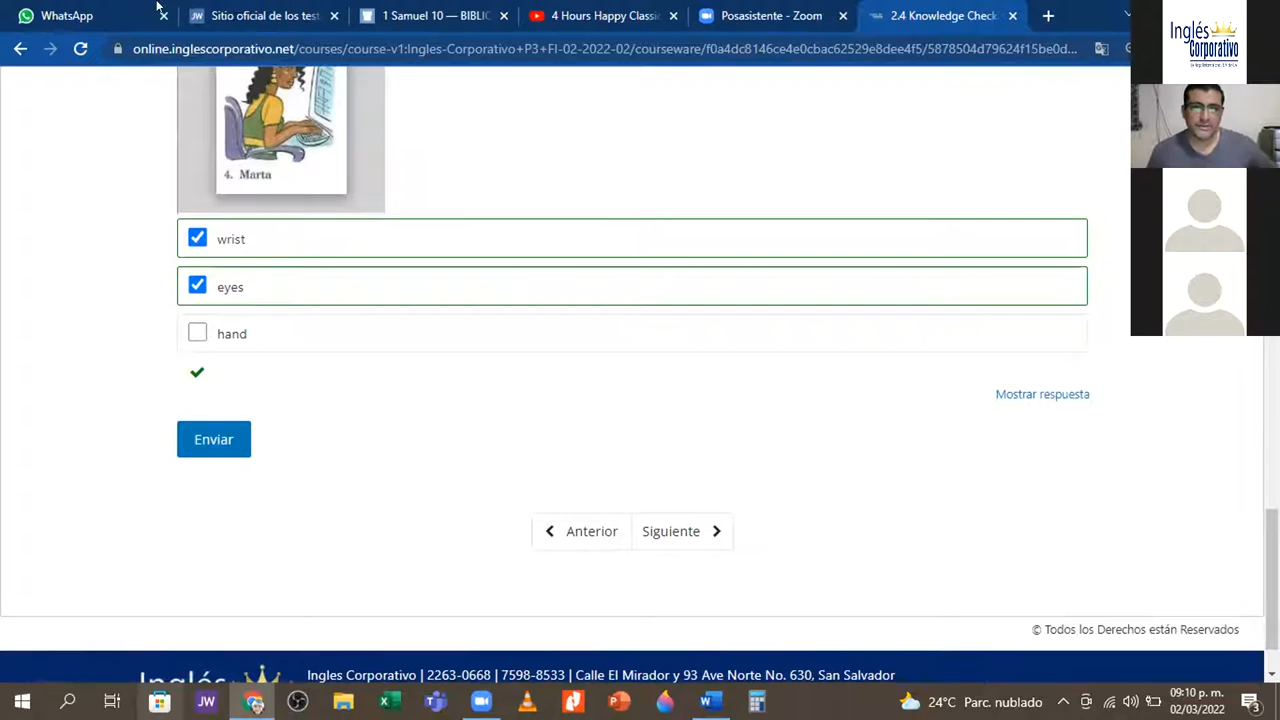 WhatsApp
Sitio oficial de los test
1 Samuel 10 — BIBLIC
4 Hours Happy Classic
Posasistente - Zoom
2.4 Knowledge Check
online.inglescorporativo.net/courses/course-v1:Ingles-Corporativo+P3+FI-02-2022-02/courseware/f0a4dc8146ce4e0cbac62529e8dee4f5/5878504d79624f15be0d...
Inglés
Corporativo
4. Marta
wrist
eyes
hand
Mostrar respuesta
Enviar
Anterior
Siguiente
© Todos los Derechos están Reservados
Inglés
Ingles Corporativo | 2263-0668 | 7598-8533 | Calle El Mirador y 93 Ave Norte No. 630, San Salvador
24°C Parc. nublado
09:10 p. m.
02/03/2022
3